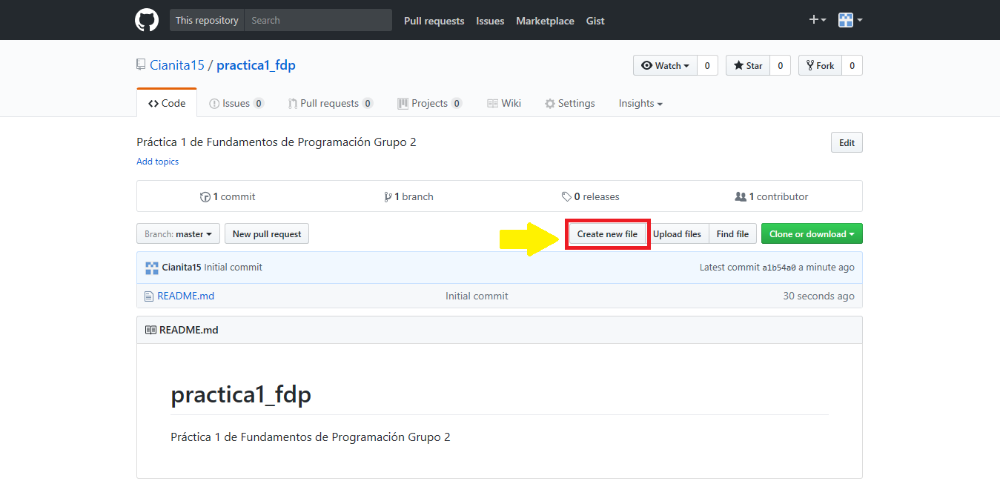 This repository Search Pull requests Issues Marketplace Gist
Cianita15 / practica1_fdp Watch 0 Star 0 Fork 0
Code Issues 0 Pull requests 0 Projects 0 Wiki Settings Insights
Práctica 1 de Fundamentos de Programación Grupo 2 Edit
Add topics
1 commit 1 branch 0 releases 1 contributor
Branch: master New pull request Create new file Upload files Find file Clone or download
Cianita15 Initial commit Latest commit a1b54a0 a minute ago
README.md Initial commit 30 seconds ago
README.md
practica1_fdp
Práctica 1 de Fundamentos de Programación Grupo 2